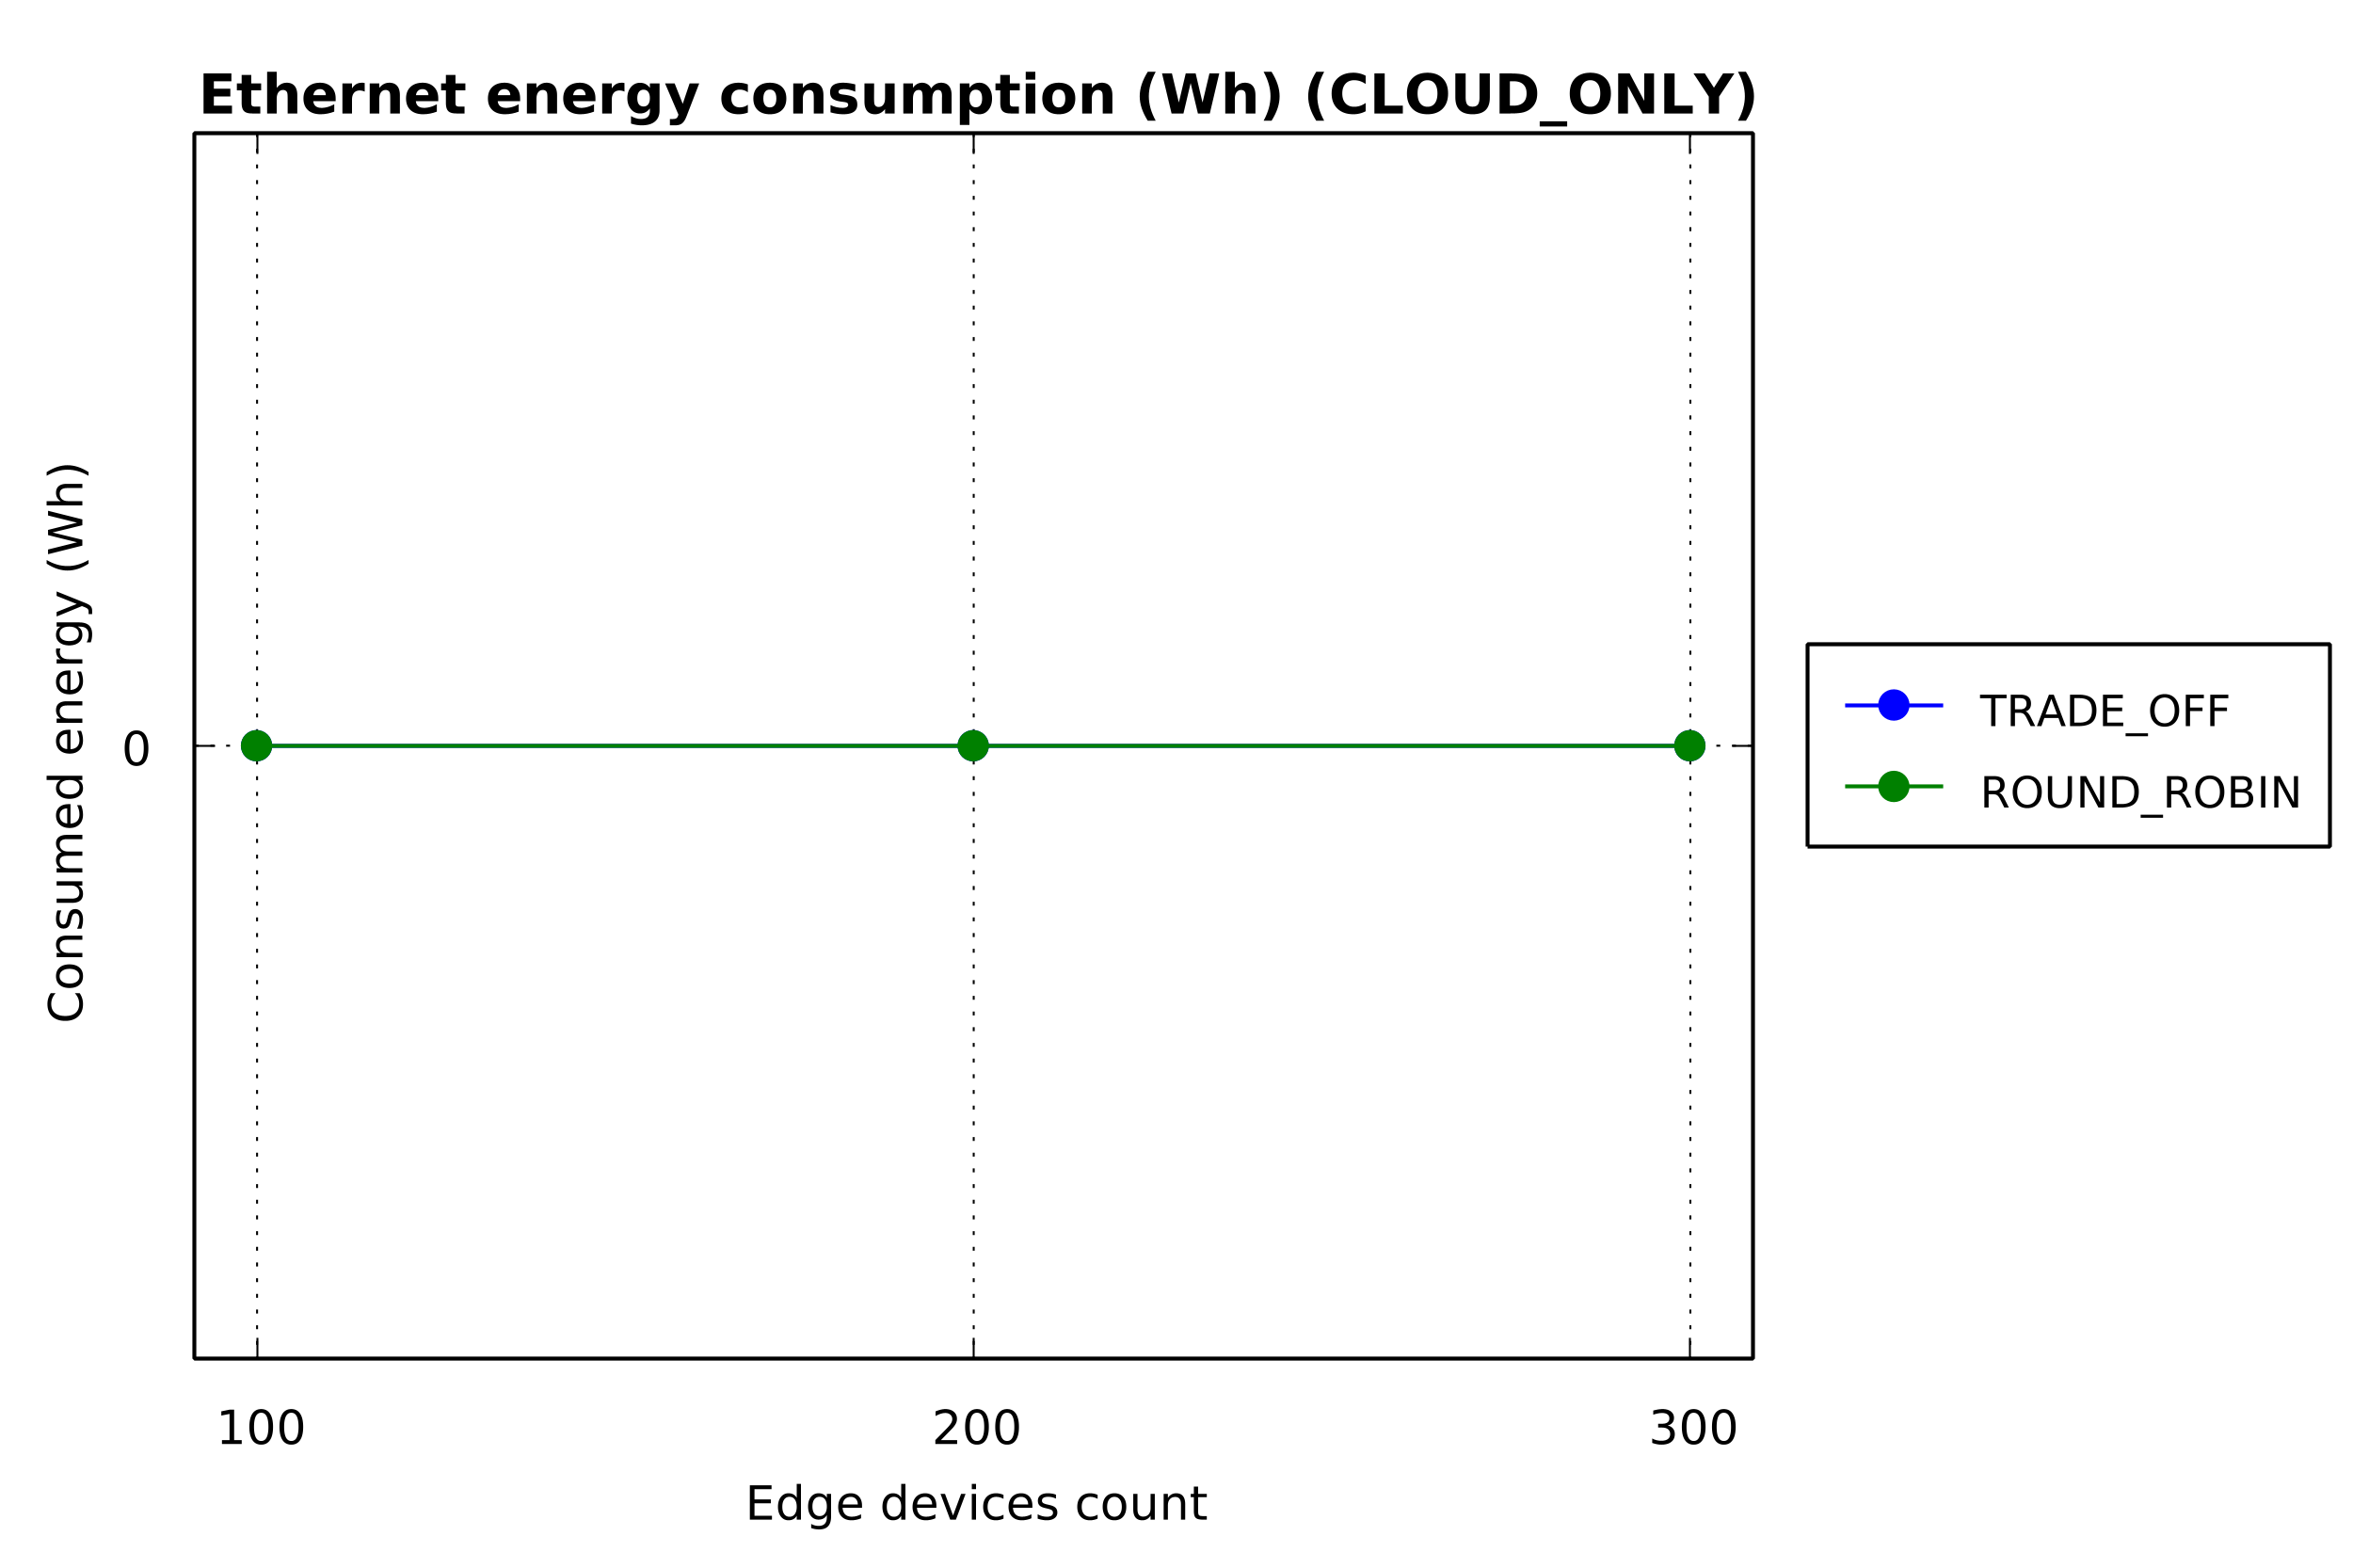 Ethernet energy consumption (Wh) (CLOUD_ONLY)
Consumed energy (Wh)
0
TRADE_OFF
ROUND_ROBIN
100 200 300
Edge devices count